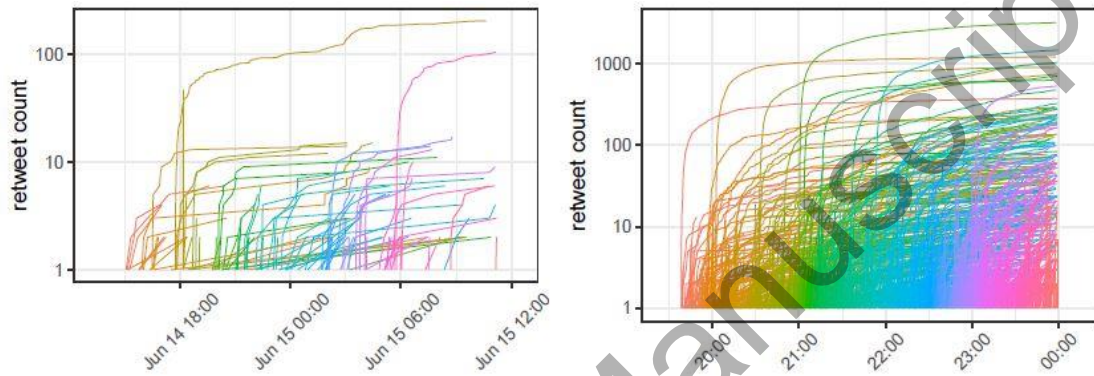 retweet count
100
10
1
Jun 14 18:00
Jun 15 00:00
Jun 15 06:00
Jun 15 12:00
retweet count
1000
100
10
1
20:00
21:00
22:00
23:00
00:00
Manuscrip